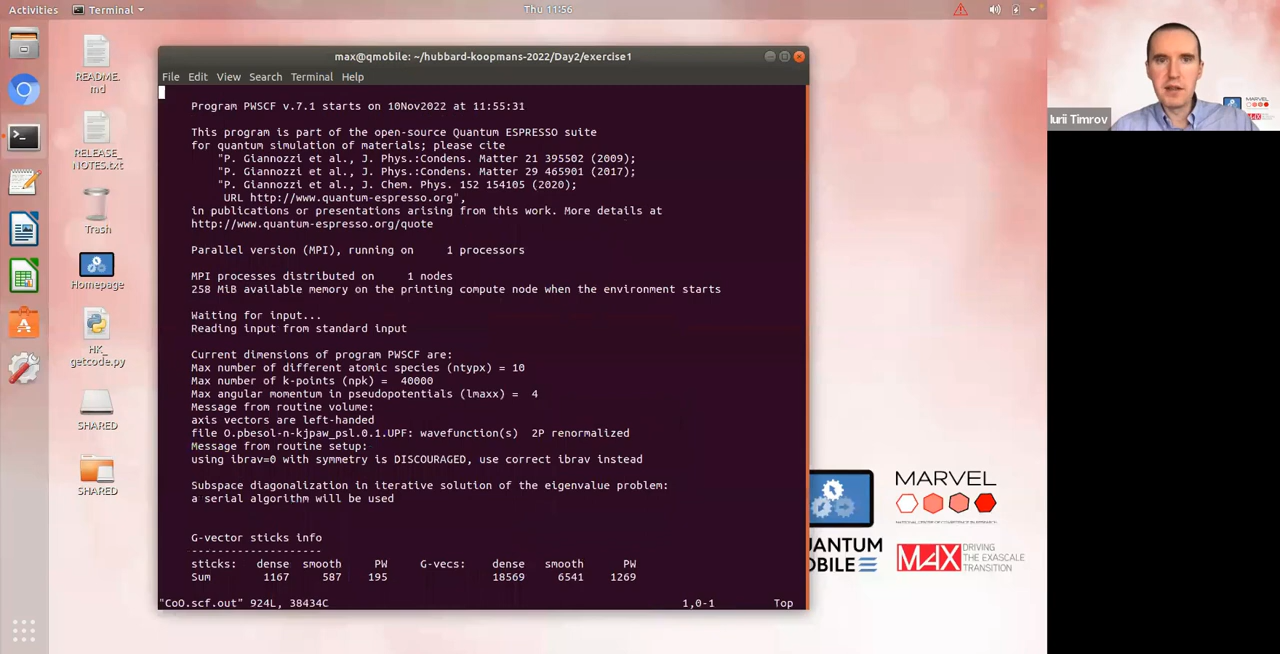 Activities
Terminal
Thu 11:56
README.
md
RELEASE_
NOTES.txt
Trash
Homepage
HK_
getcode.py
SHARED
SHARED
max@qmobile: ~/hubbard-koopmans-2022/Day2/exercise1
File Edit View Search Terminal Help
Program PWSCF v.7.1 starts on 10Nov2022 at 11:55:31
This program is part of the open-source Quantum ESPRESSO suite
for quantum simulation of materials; please cite
"P. Giannozzi et al., J. Phys.:Condens. Matter 21 395502 (2009);
"P. Giannozzi et al., J. Phys.:Condens. Matter 29 465901 (2017);
"P. Giannozzi et al., J. Chem. Phys. 152 154105 (2020);
URL http://www.quantum-espresso.org",
in publications or presentations arising from this work. More details at
http://www.quantum-espresso.org/quote
Parallel version (MPI), running on 1 processors
MPI processes distributed on 1 nodes
258 MiB available memory on the printing compute node when the environment starts
Waiting for input...
Reading input from standard input
Current dimensions of program PWSCF are:
Max number of different atomic species (ntypx) = 10
Max number of k-points (npk) = 40000
Max angular momentum in pseudopotentials (lmaxx) = 4
Message from routine volume:
axis vectors are left-handed
file O.pbesol-n-kjpaw_psl.0.1.UPF: wavefunction(s) 2P renormalized
Message from routine setup:
using ibrav=0 with symmetry is DISCOURAGED, use correct ibrav instead
Subspace diagonalization in iterative solution of the eigenvalue problem:
a serial algorithm will be used
G-vector sticks info
--------------------
sticks: dense smooth PW G-vecs: dense smooth PW
Sum 1167 587 195 18569 6541 1269
"CoO.scf.out" 924L, 38434C 1,0-1 Top
Iurii Timrov
MARVEL
MAX DRIVING
THE EXASCALE
TRANSITION